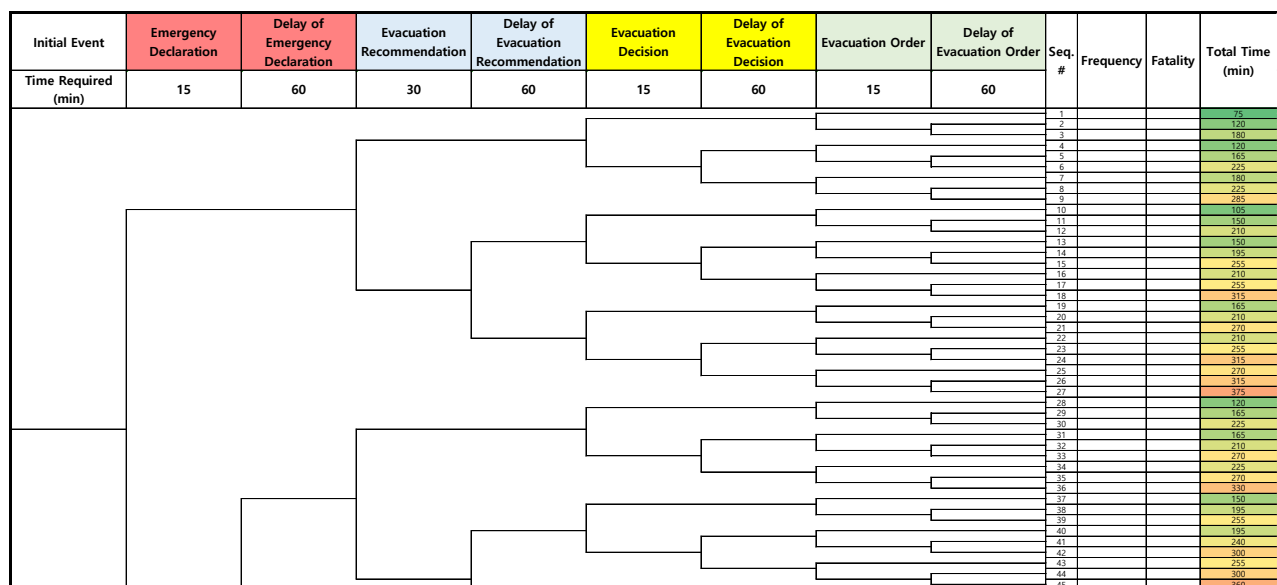 Initial Event
Emergency
Declaration
Delay of
Emergency
Declaration
Evacuation
Recommendation
Delay of
Evacuation
Recommendation
Evacuation
Decision
Delay of
Evacuation
Decision
Evacuation Order
Delay of
Evacuation Order
Seq.
#
Frequency
Fatality
Total Time
(min)
Time Required
(min)
15
60
30
60
15
60
15
60
1 75
2 120
3 180
4 120
5 165
6 225
7 180
8 225
9 285
10 105
11 150
12 210
13 150
14 195
15 255
16 210
17 255
18 315
19 165
20 210
21 270
22 210
23 255
24 315
25 270
26 315
27 375
28 120
29 165
30 225
31 165
32 210
33 270
34 225
35 270
36 330
37 150
38 195
39 255
40 195
41 240
42 300
43 255
44 300
45 360